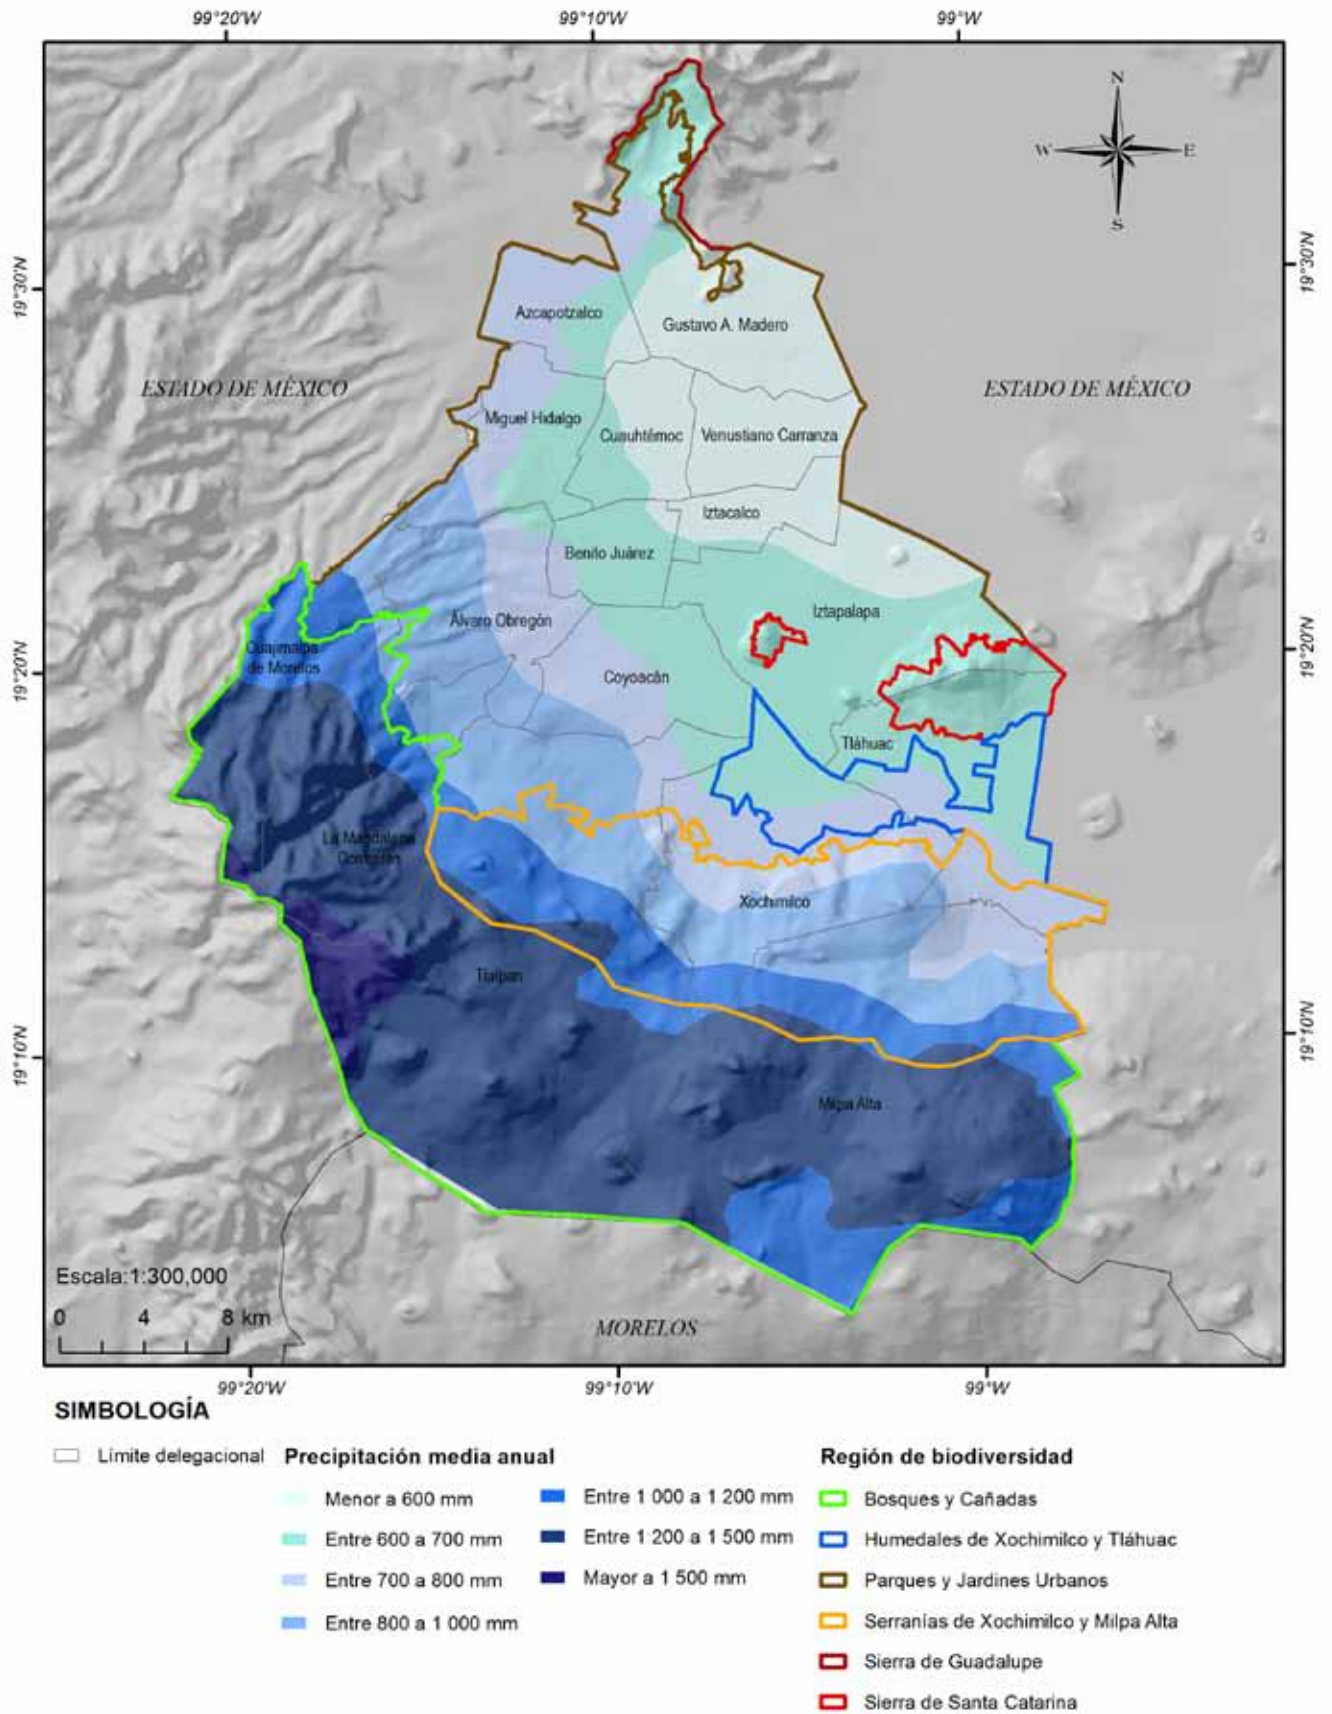 99°20'W 99°10'W 99°W
N
W E
S
19°30'N 19°30'N
Azcapotzalco
Gustavo A. Madero
ESTADO DE MÉXICO ESTADO DE MÉXICO
Miguel Hidalgo
Cuauhtémoc Venustiano Carranza
Iztacalco
Benito Juárez
Iztapalapa
Álvaro Obregón
19°20'N 19°20'N
Cuajimalpa
de Morelos
Coyoacán
Tláhuac
La Magdalena
Contreras
Xochimilco
Tlalpan
19°10'N 19°10'N
Milpa Alta
Escala:1:300,000
0 4 8 km
MORELOS
99°20'W 99°10'W 99°W
SIMBOLOGÍA
Límite delegacional
Precipitación media anual
Menor a 600 mm
Entre 600 a 700 mm
Entre 700 a 800 mm
Entre 800 a 1 000 mm
Entre 1 000 a 1 200 mm
Entre 1 200 a 1 500 mm
Mayor a 1 500 mm
Región de biodiversidad
Bosques y Cañadas
Humedales de Xochimilco y Tláhuac
Parques y Jardines Urbanos
Serranías de Xochimilco y Milpa Alta
Sierra de Guadalupe
Sierra de Santa Catarina